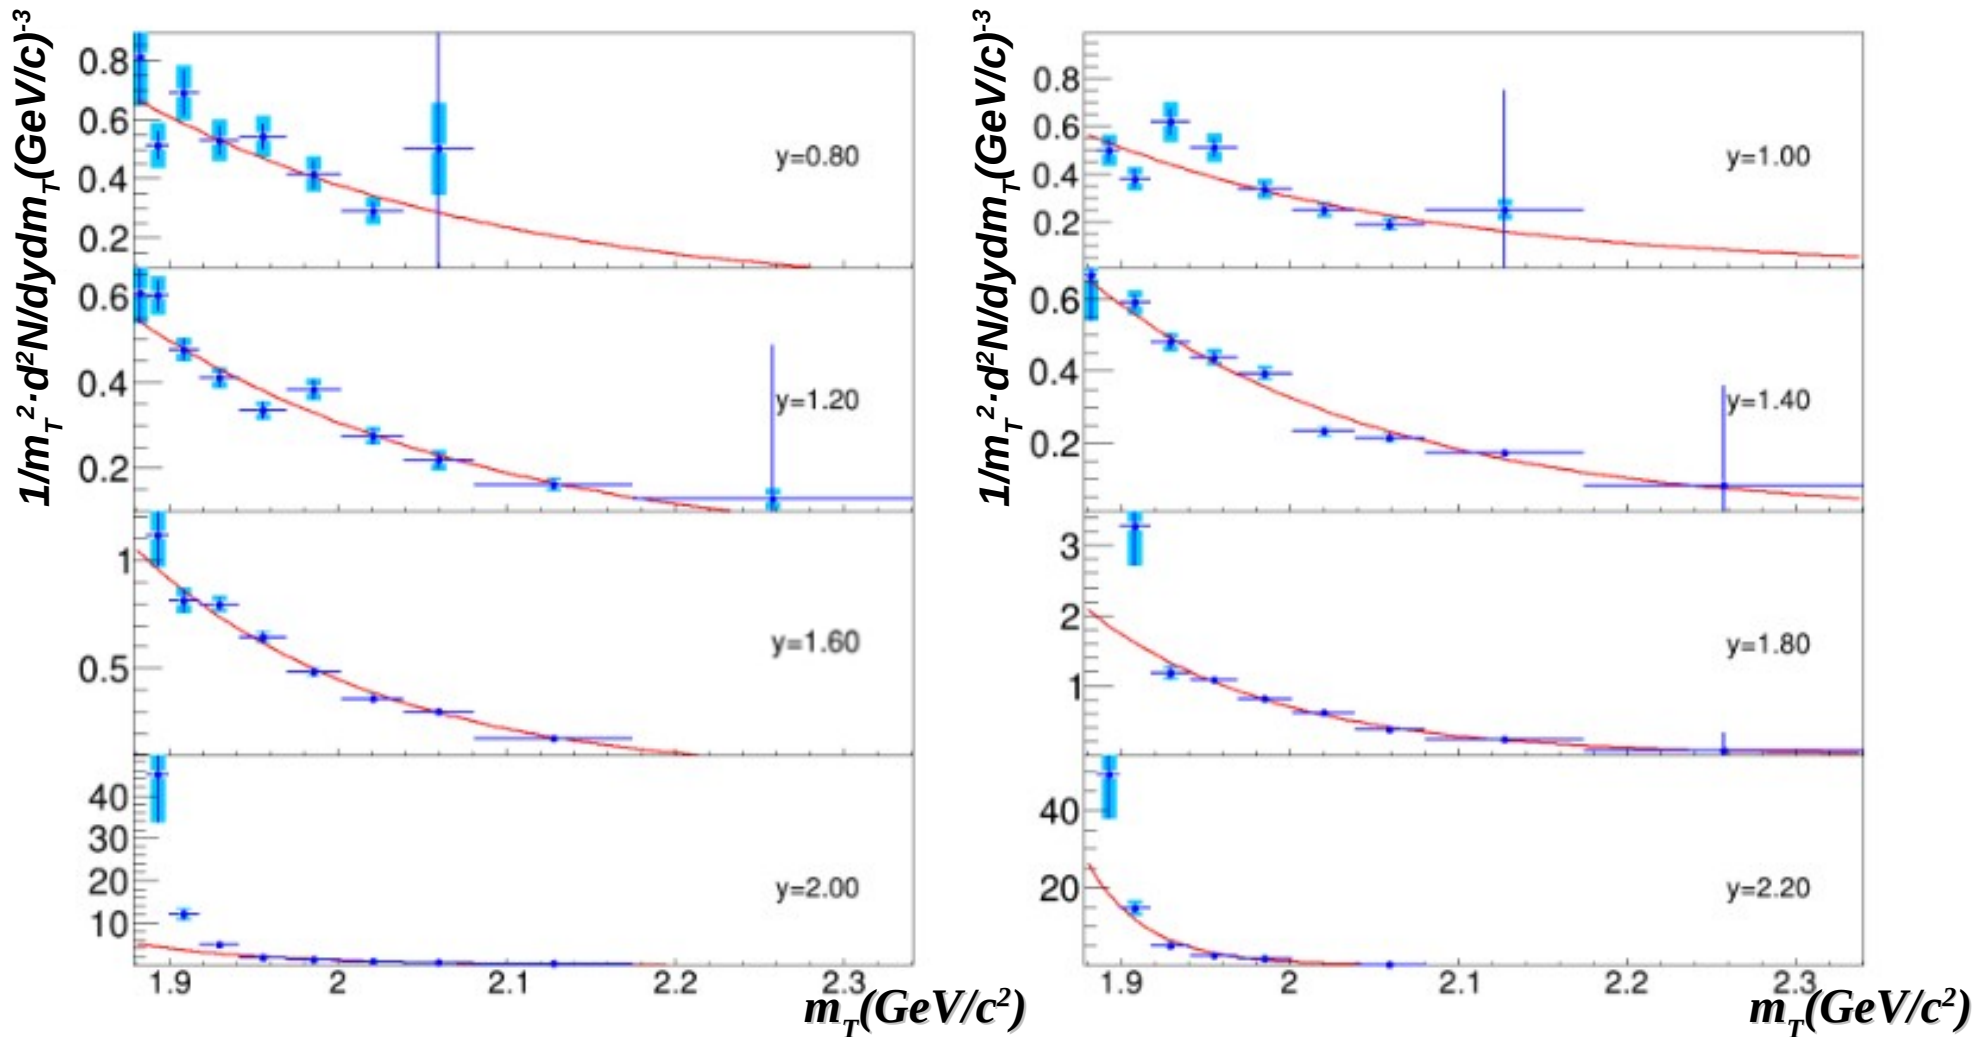 1/m_T^2·d^2N/dydm_T(GeV/c)^-3
0.8
0.6
0.4
0.2
y=0.80
0.6
0.4
0.2
y=1.20
1
0.5
y=1.60
40
30
20
10
y=2.00
1.9 2 2.1 2.2 2.3
m_T(GeV/c^2)
1/m_T^2·d^2N/dydm_T(GeV/c)^-3
0.8
0.6
0.4
0.2
y=1.00
0.6
0.4
0.2
y=1.40
3
2
1
y=1.80
40
20
y=2.20
1.9 2 2.1 2.2 2.3
m_T(GeV/c^2)